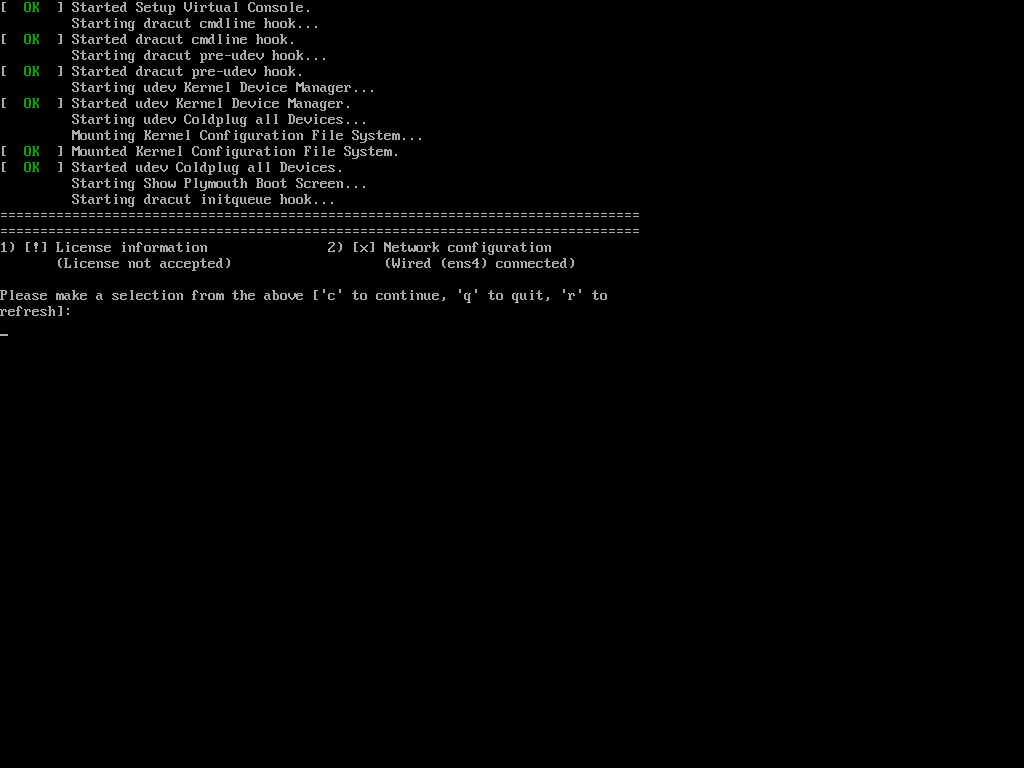 [  OK  ] Started Setup Virtual Console.
         Starting dracut cmdline hook...
[  OK  ] Started dracut cmdline hook.
         Starting dracut pre-udev hook...
[  OK  ] Started dracut pre-udev hook.
         Starting udev Kernel Device Manager...
[  OK  ] Started udev Kernel Device Manager.
         Starting udev Coldplug all Devices...
         Mounting Kernel Configuration File System...
[  OK  ] Mounted Kernel Configuration File System.
[  OK  ] Started udev Coldplug all Devices.
         Starting Show Plymouth Boot Screen...
         Starting dracut initqueue hook...
================================================================================
================================================================================
1) [!] License information               2) [x] Network configuration
       (License not accepted)                   (Wired (ens4) connected)
Please make a selection from the above ['c' to continue, 'q' to quit, 'r' to
refresh]:
_